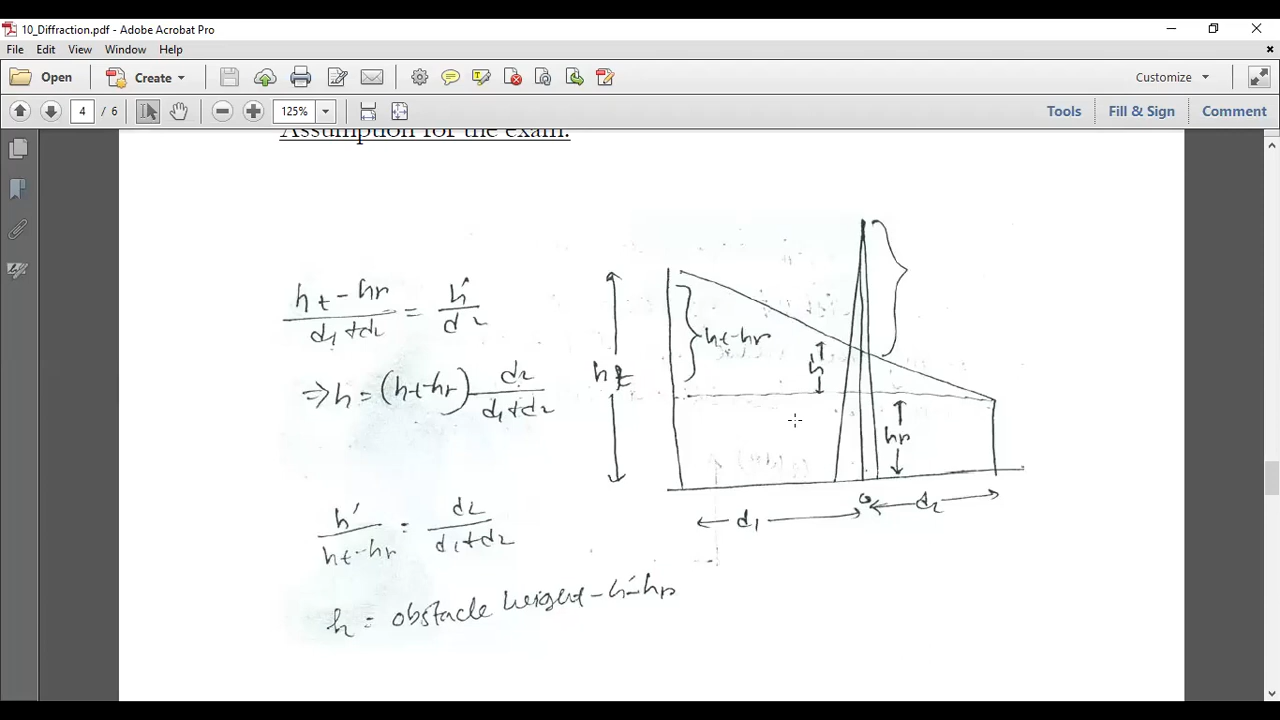 10_Diffraction.pdf - Adobe Acrobat Pro
File Edit View Window Help
Open Create Customize
4 / 6 125% Tools Fill & Sign Comment
Assumption for the exam:
ht-hr / d1+d2 = h' / d2
⇒ h = (ht-hr) d2 / d1+d2
h' / ht-hr = d2 / d1+d2
h = obstacle height - h' - hr
ht
ht-hr
h
hr
d1
d2